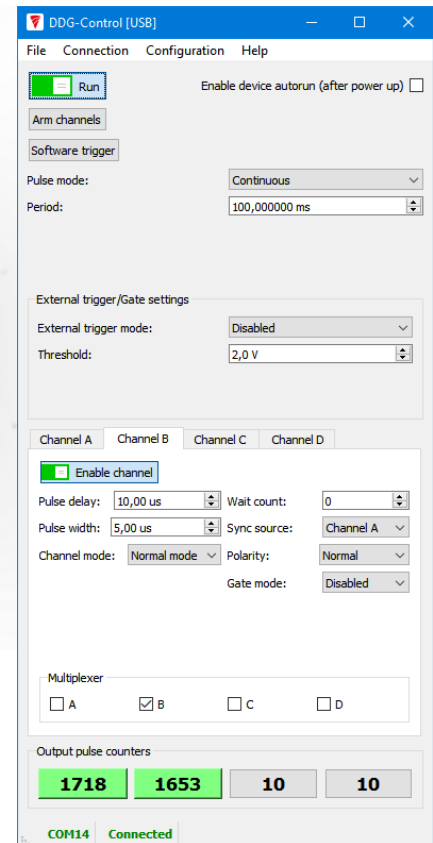 DDG-Control [USB]
File Connection Configuration Help
Run Enable device autorun (after power up)
Arm channels
Software trigger
Pulse mode: Continuous
Period: 100,000000 ms
External trigger/Gate settings
External trigger mode: Disabled
Threshold: 2,0 V
Channel A Channel B Channel C Channel D
Enable channel
Pulse delay: 10,00 us Wait count: 0
Pulse width: 5,00 us Sync source: Channel A
Channel mode: Normal mode Polarity: Normal
Gate mode: Disabled
Multiplexer
A B C D
Output pulse counters
1718 1653 10 10
COM14 Connected